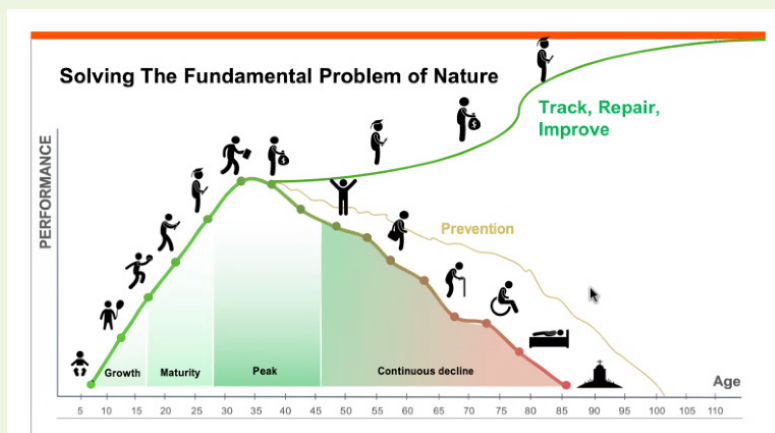 Solving The Fundamental Problem of Nature
Track, Repair,
Improve
PERFORMANCE
Prevention
$
$
Growth
Maturity
Peak
Continuous decline
Age
5 10 15 20 25 30 35 40 45 50 55 60 65 70 75 80 85 90 95 100 105 110